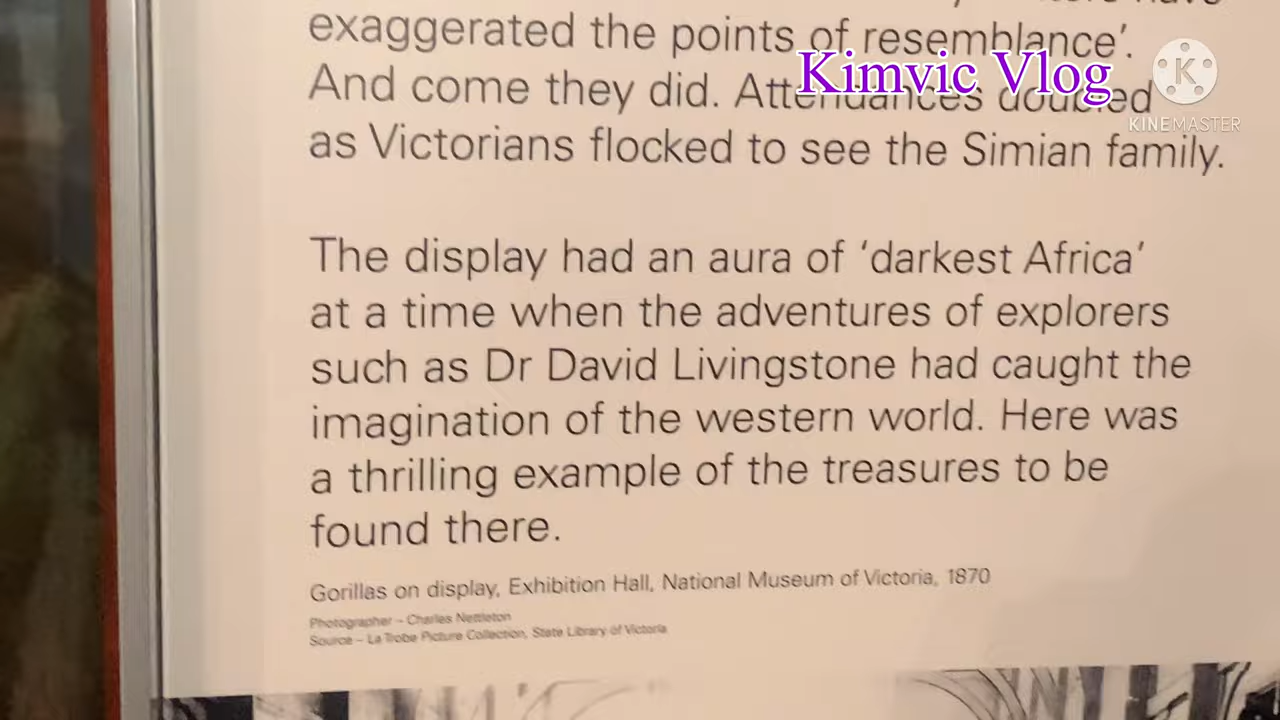 exaggerated the points of resemblance'.
Kimvic Vlog
K
KINEMASTER
And come they did. Attendances doubled
as Victorians flocked to see the Simian family.
The display had an aura of ‘darkest Africa’
at a time when the adventures of explorers
such as Dr David Livingstone had caught the
imagination of the western world. Here was
a thrilling example of the treasures to be
found there.
Gorillas on display, Exhibition Hall, National Museum of Victoria, 1870
Photographer – Charles Nettleton
Source – La Trobe Picture Collection, State Library of Victoria